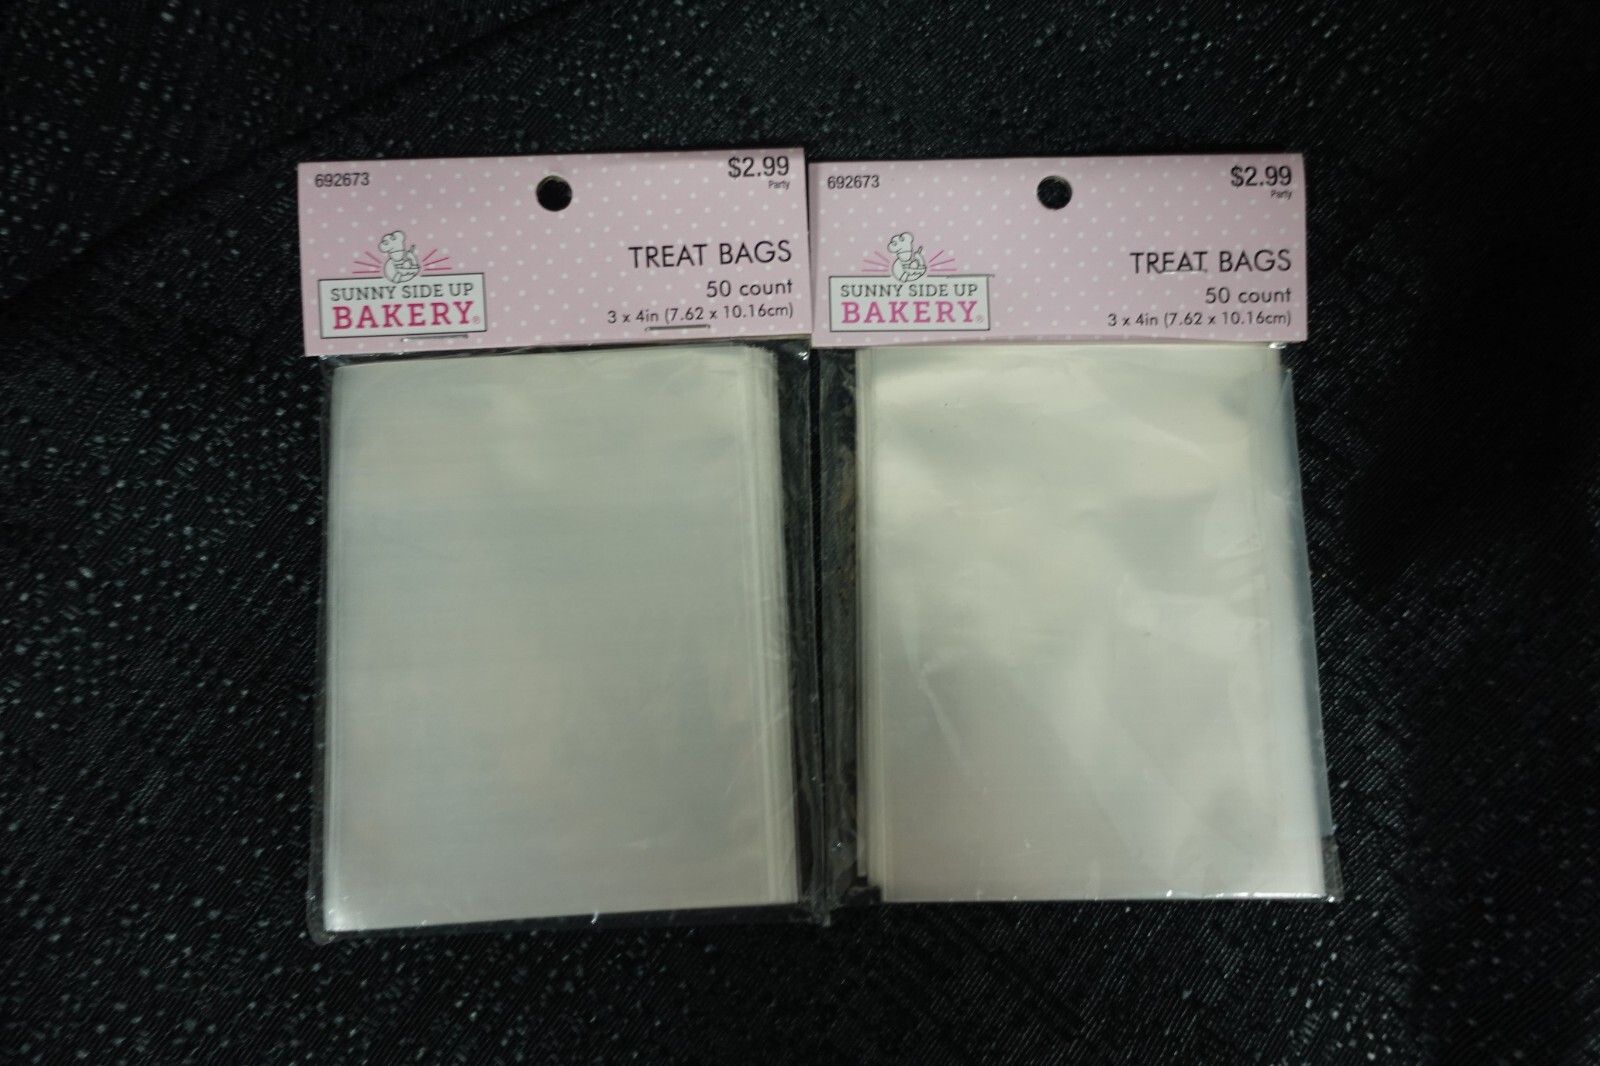 692673
$2.99
Party
TREAT BAGS
SUNNY SIDE UP
BAKERY®
50 count
3 x 4in (7.62 x 10.16cm)
692673
$2.99
Party
TREAT BAGS
SUNNY SIDE UP
BAKERY®
50 count
3 x 4in (7.62 x 10.16cm)